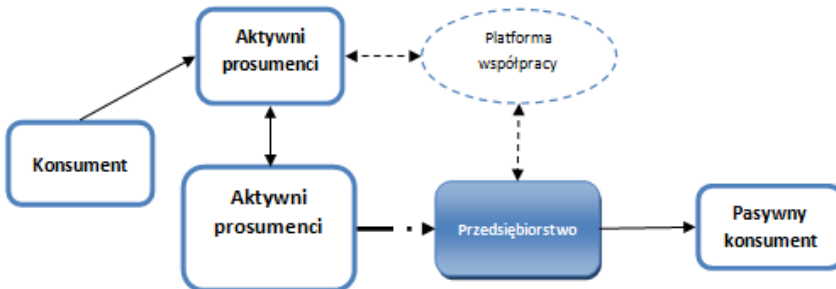 Aktywni
prosumenci
Platforma
współpracy
Konsument
Aktywni
prosumenci
Przedsiębiorstwo
Pasywny
konsument